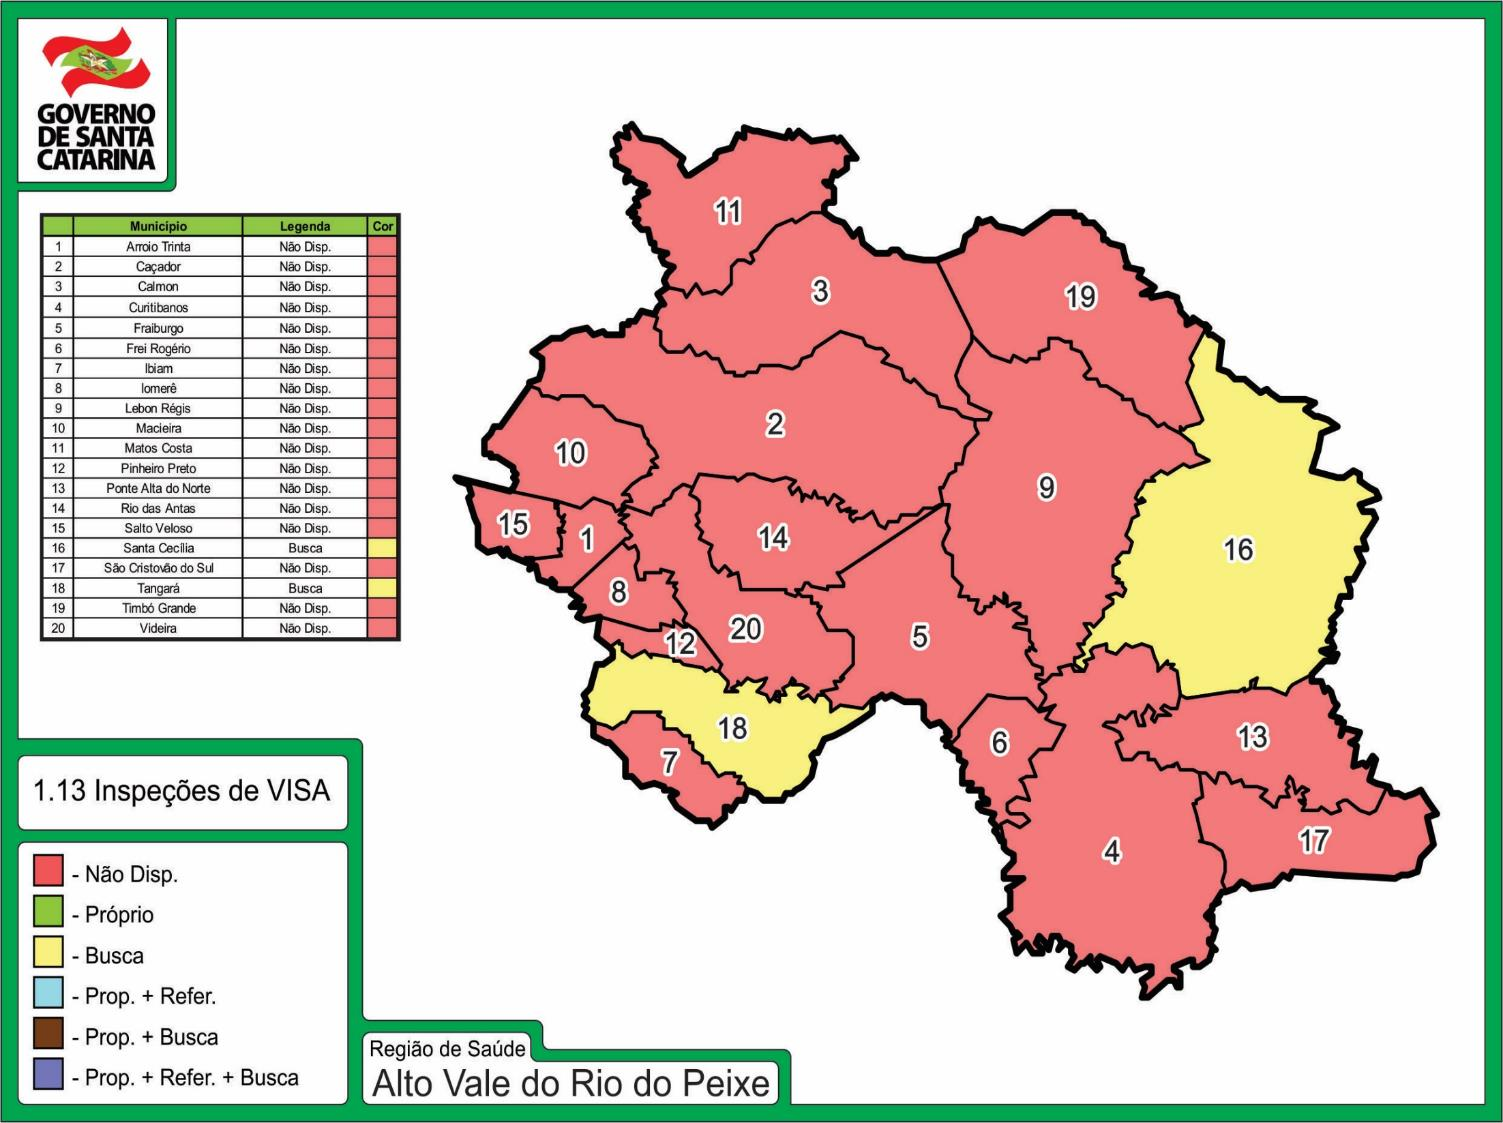 GOVERNO
DE SANTA
CATARINA
Município Legenda Cor
1 Arroio Trinta Não Disp.
2 Caçador Não Disp.
3 Calmon Não Disp.
4 Curitibanos Não Disp.
5 Fraiburgo Não Disp.
6 Frei Rogério Não Disp.
7 Ibiam Não Disp.
8 Iomerê Não Disp.
9 Lebon Régis Não Disp.
10 Macieira Não Disp.
11 Matos Costa Não Disp.
12 Pinheiro Preto Não Disp.
13 Ponte Alta do Norte Não Disp.
14 Rio das Antas Não Disp.
15 Salto Veloso Não Disp.
16 Santa Cecília Busca
17 São Cristovão do Sul Não Disp.
18 Tangará Busca
19 Timbó Grande Não Disp.
20 Videira Não Disp.
11
3
19
2
10
9
15
1
14
16
8
20
12
5
18
6
13
7
4
17
1.13 Inspeções de VISA
- Não Disp.
- Próprio
- Busca
- Prop. + Refer.
- Prop. + Busca
- Prop. + Refer. + Busca
Região de Saúde
Alto Vale do Rio do Peixe